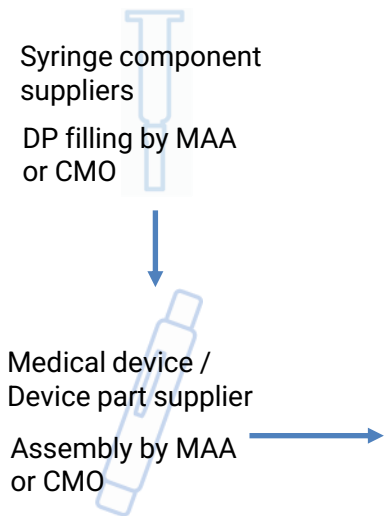 Syringe component
suppliers
DP filling by MAA
or CMO
Medical device /
Device part supplier
Assembly by MAA
or CMO